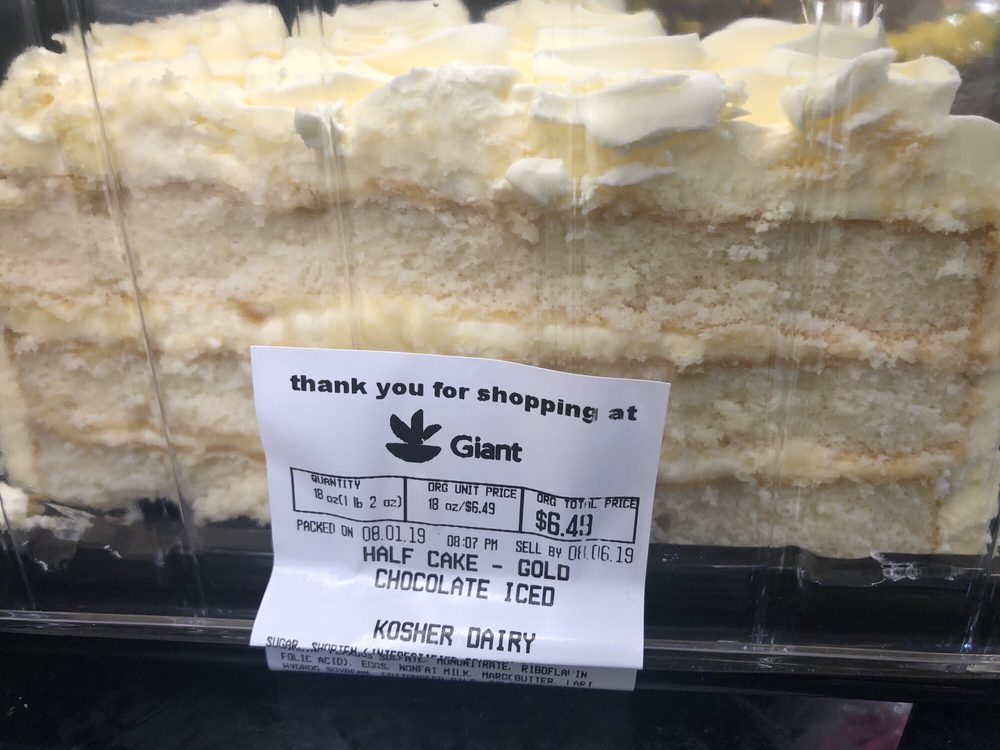 thank you for shopping at
Giant
QUANTITY ORG UNIT PRICE ORG TOTAL PRICE
18 oz(1 lb 2 oz) 18 oz/$6.49 $6.49
PACKED ON 08.01.19 08:07 PM SELL BY 08.06.19
HALF CAKE - GOLD
CHOCOLATE ICED
KOSHER DAIRY
SUGAR,
RIBOFLAVIN
FOLIC ACID), EGGS, NONFAT MILK,